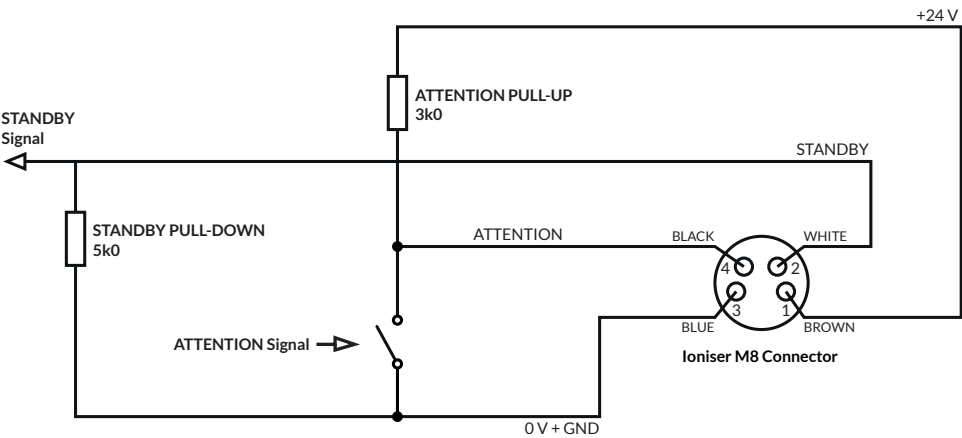 +24 V
ATTENTION PULL-UP
3k0
STANDBY
Signal
STANDBY
STANDBY PULL-DOWN
5k0
ATTENTION
BLACK
WHITE
4
2
3
1
BLUE
BROWN
ATTENTION Signal
Ioniser M8 Connector
0 V + GND